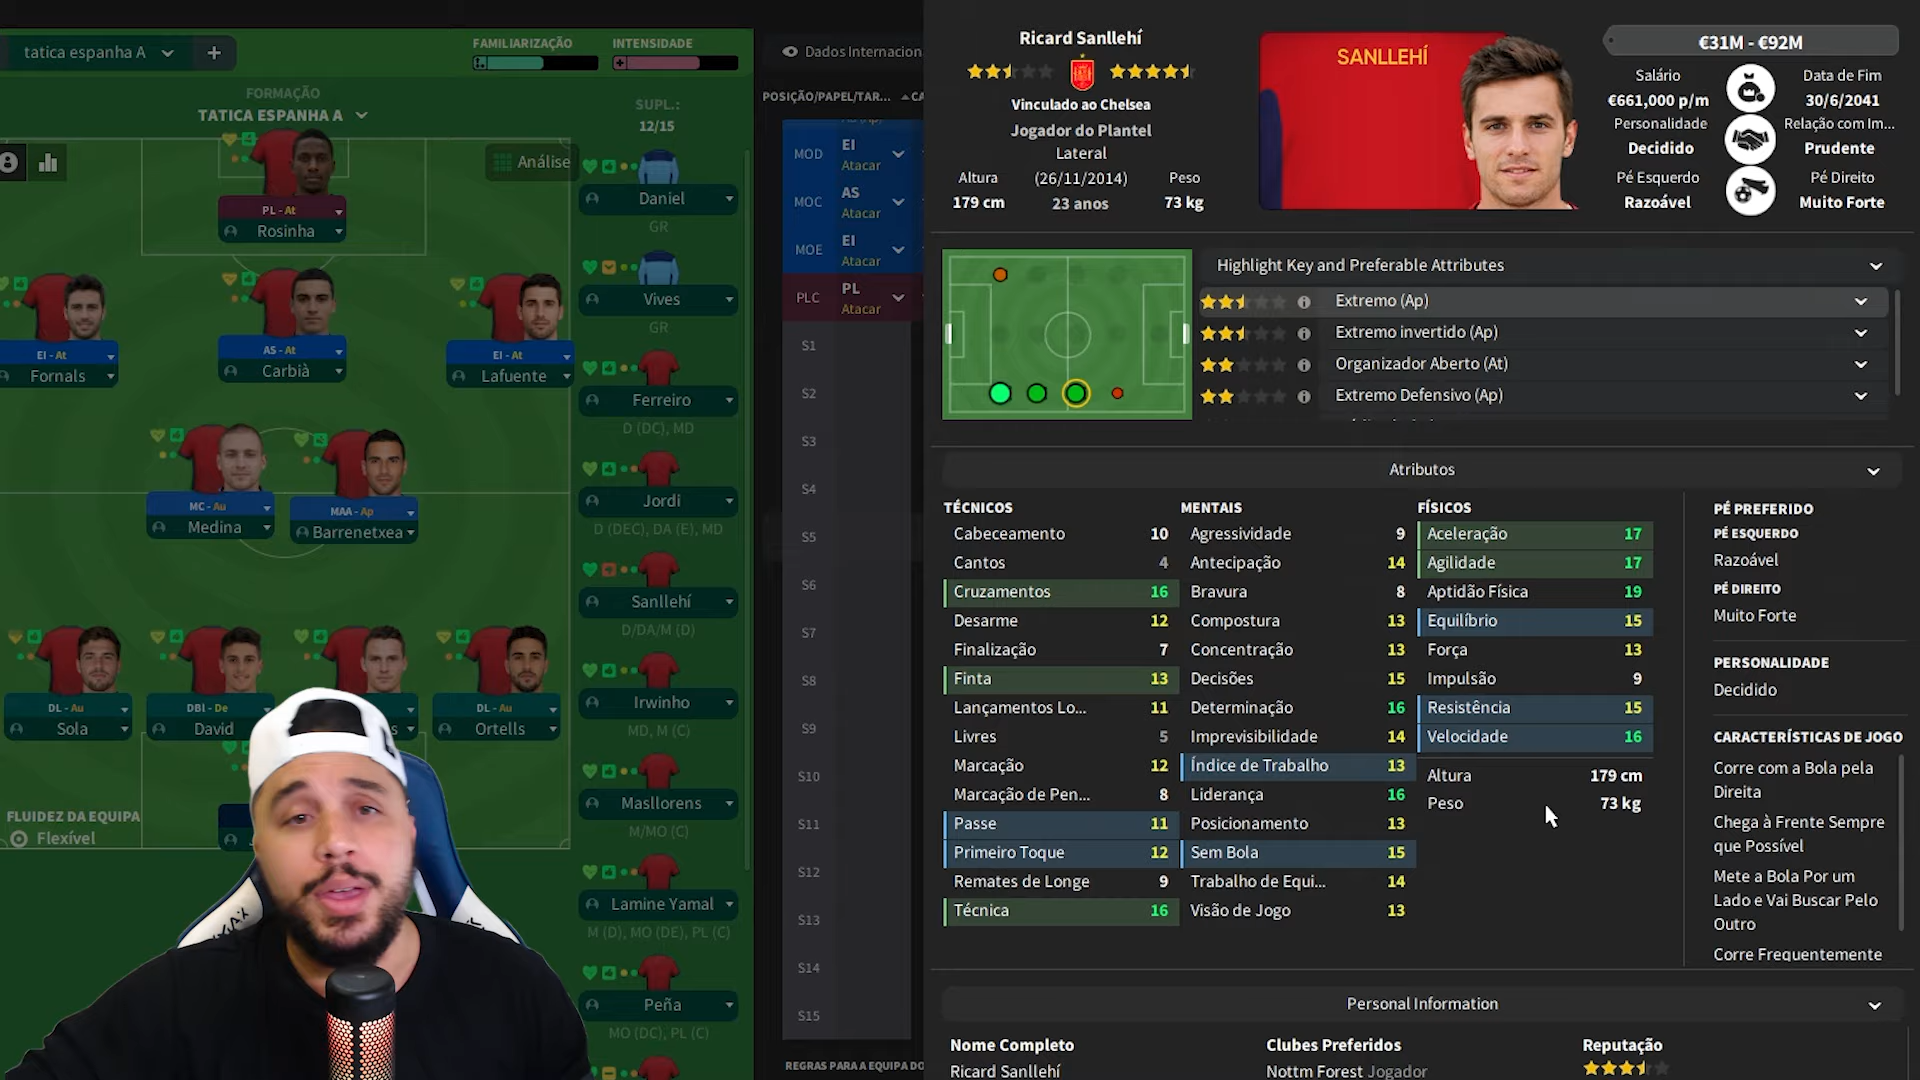 tatica espanha A
+
FAMILIARIZAÇÃO
INTENSIDADE
FORMAÇÃO
TATICA ESPANHA A
SUPL.:
12/15
Análise
PL - At
Rosinha
EI - At
Fornals
AS - At
Carbià
EI - At
Lafuente
MC - Au
Medina
MAA - Ap
Barrenetxea
DL - Au
Sola
DBI - De
David
s
DL - Au
Ortells
FLUIDEZ DA EQUIPA
Flexível
Daniel
GR
Vives
GR
Ferreiro
D (DC), MD
Jordi
D (DEC), DA (E), MD
Sanllehí
D/DA/M (D)
Irwinho
MD, M (C)
Masllorens
M/MO (C)
Lamine Yamal
M (D), MO (DE), PL (C)
Peña
MO (DC), PL (C)
Dados Internacion
POSIÇÃO/PAPEL/TAR... CA
MOD
EI
Atacar
MOC
AS
Atacar
MOE
EI
Atacar
PLC
PL
Atacar
S1
S2
S3
S4
S5
S6
S7
S8
S9
S10
S11
S12
S13
S14
S15
REGRAS PARA A EQUIPA DO
Ricard Sanllehí
Vinculado ao Chelsea
Jogador do Plantel
Lateral
Altura
(26/11/2014)
Peso
179 cm
23 anos
73 kg
SANLLEHÍ
€31M - €92M
Salário
€661,000 p/m
Data de Fim
30/6/2041
Personalidade
Decidido
Relação com Im...
Prudente
Pé Esquerdo
Razoável
Pé Direito
Muito Forte
Highlight Key and Preferable Attributes
Extremo (Ap)
Extremo invertido (Ap)
Organizador Aberto (At)
Extremo Defensivo (Ap)
Atributos
TÉCNICOS
Cabeceamento 10
Cantos 4
Cruzamentos 16
Desarme 12
Finalização 7
Finta 13
Lançamentos Lo... 11
Livres 5
Marcação 12
Marcação de Pen... 8
Passe 11
Primeiro Toque 12
Remates de Longe 9
Técnica 16
MENTAIS
Agressividade 9
Antecipação 14
Bravura 8
Compostura 13
Concentração 13
Decisões 15
Determinação 16
Imprevisibilidade 14
Índice de Trabalho 13
Liderança 16
Posicionamento 13
Sem Bola 15
Trabalho de Equi... 14
Visão de Jogo 13
FÍSICOS
Aceleração 17
Agilidade 17
Aptidão Física 19
Equilíbrio 15
Força 13
Impulsão 9
Resistência 15
Velocidade 16
Altura 179 cm
Peso 73 kg
PÉ PREFERIDO
PÉ ESQUERDO
Razoável
PÉ DIREITO
Muito Forte
PERSONALIDADE
Decidido
CARACTERÍSTICAS DE JOGO
Corre com a Bola pela
Direita
Chega à Frente Sempre
que Possível
Mete a Bola Por um
Lado e Vai Buscar Pelo
Outro
Corre Frequentemente
Personal Information
Nome Completo
Ricard Sanllehí
Clubes Preferidos
Nottm Forest Jogador
Reputação